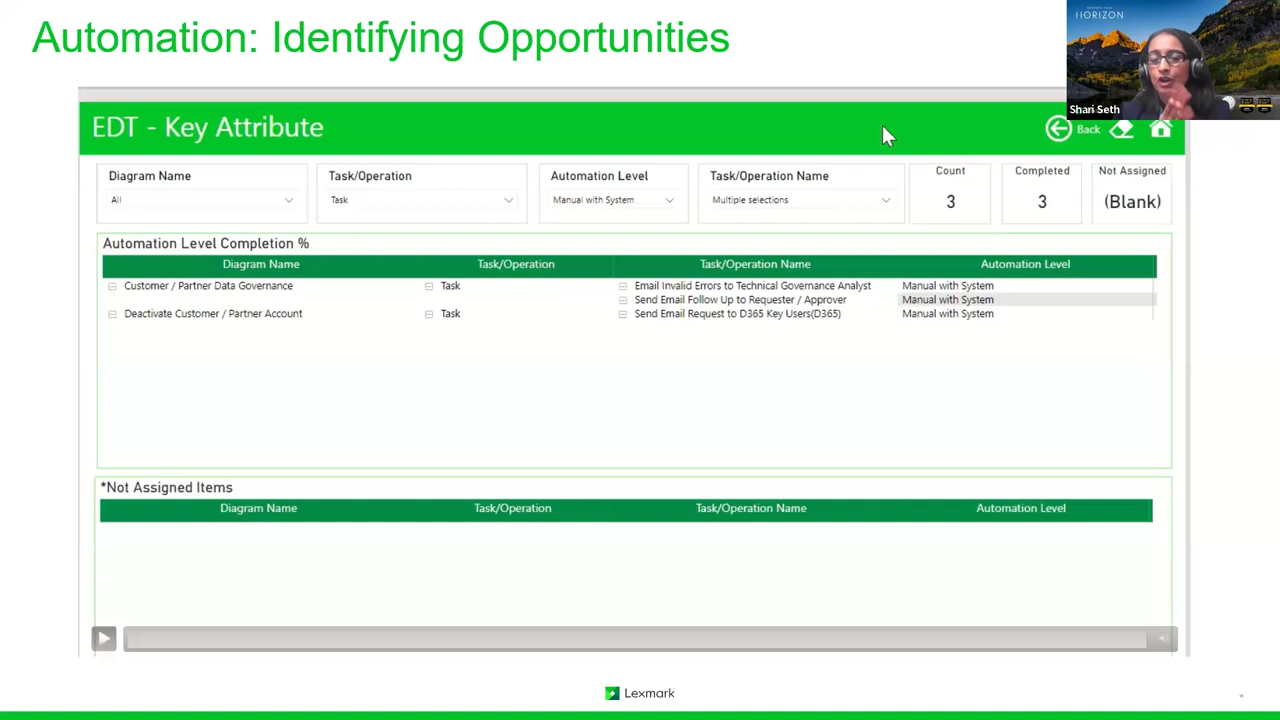 Automation: Identifying Opportunities
HORIZON
Shari Seth
EDT - Key Attribute
Back
Diagram Name
All
Task/Operation
Task
Automation Level
Manual with System
Task/Operation Name
Multiple selections
Count
3
Completed
3
Not Assigned
(Blank)
Automation Level Completion %
Diagram Name Task/Operation Task/Operation Name Automation Level
Customer / Partner Data Governance Task Email Invalid Errors to Technical Governance Analyst Manual with System
Send Email Follow Up to Requester / Approver Manual with System
Deactivate Customer / Partner Account Task Send Email Request to D365 Key Users(D365) Manual with System
*Not Assigned Items
Diagram Name Task/Operation Task/Operation Name Automation Level
Lexmark